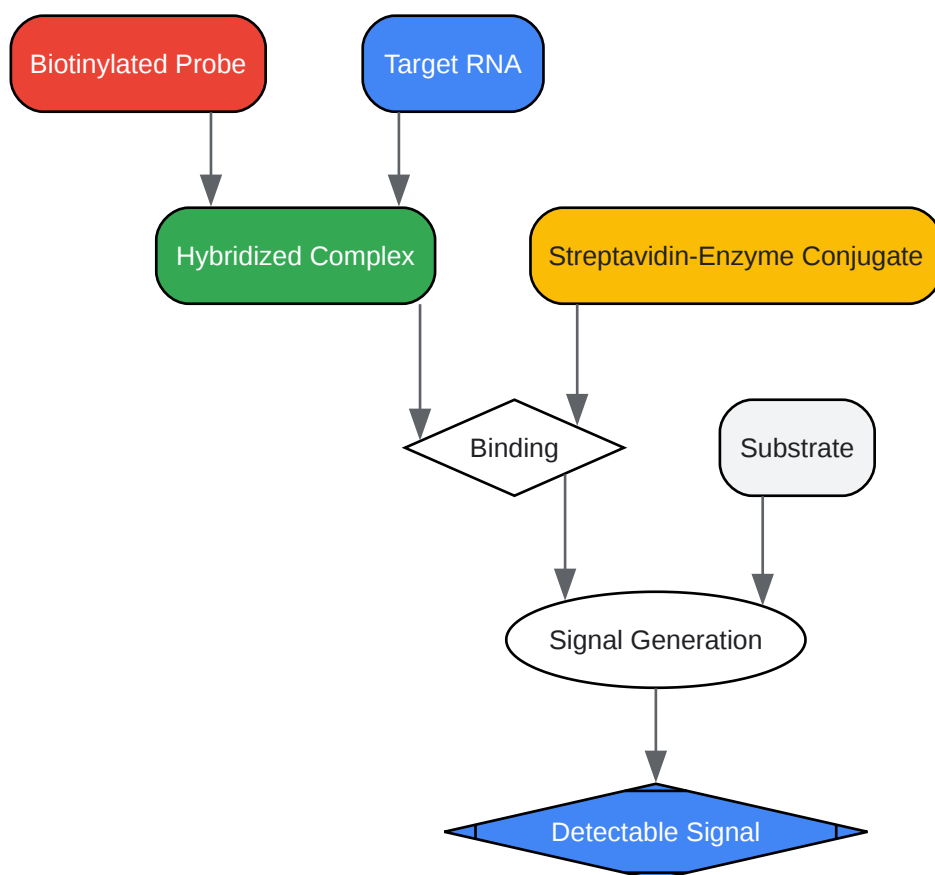 Biotinylated Probe
Target RNA
Hybridized Complex
Streptavidin-Enzyme Conjugate
Binding
Substrate
Signal Generation
Detectable Signal